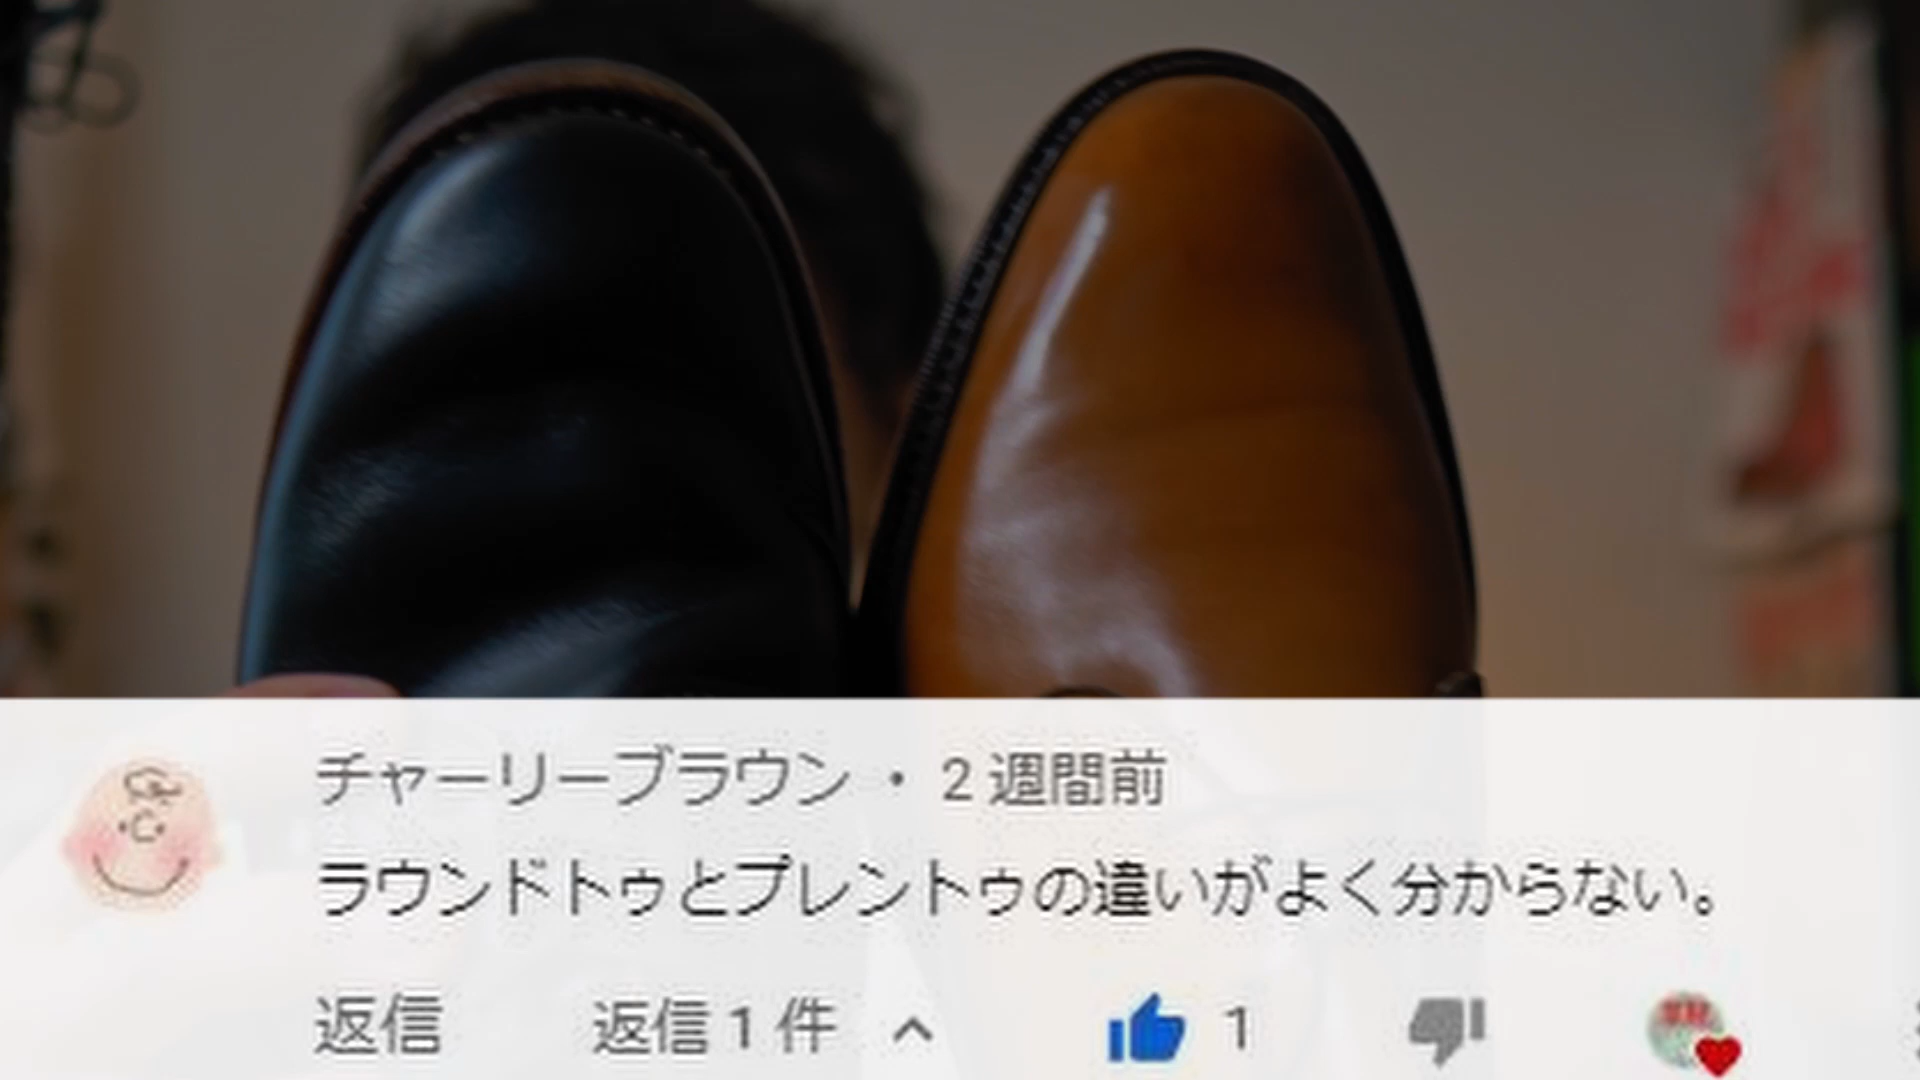 チャーリーブラウン・2 週間前
ラウンドトゥとプレントゥの違いがよく分からない。
返信 返信 1 件 1